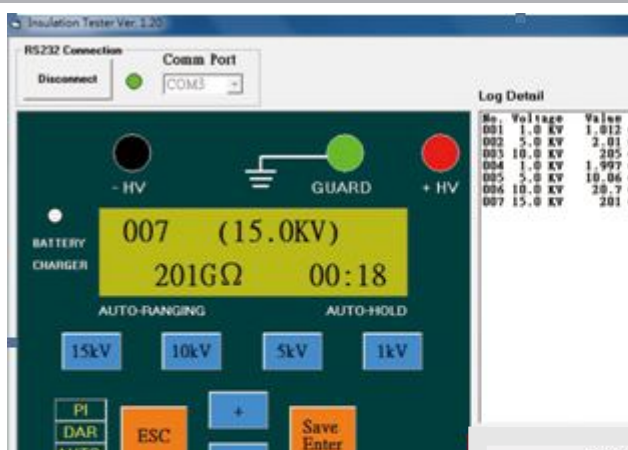 Insulation Tester Ver. 1.20
RS232 Connection
Comm Port
Disconnect
COM3
Log Detail
No. Voltage Value
001 1.0 KV 1.012
002 5.0 KV 2.01
003 10.0 KV 205
004 1.0 KV 1.997
005 5.0 KV 10.06
006 10.0 KV 20.7
007 15.0 KV 201
- HV
GUARD
+ HV
BATTERY
CHARGER
007 (15.0KV)
201GΩ 00:18
AUTO-RANGING
AUTO-HOLD
15kV
10kV
5kV
1kV
PI
DAR
ESC
+
Save
Enter